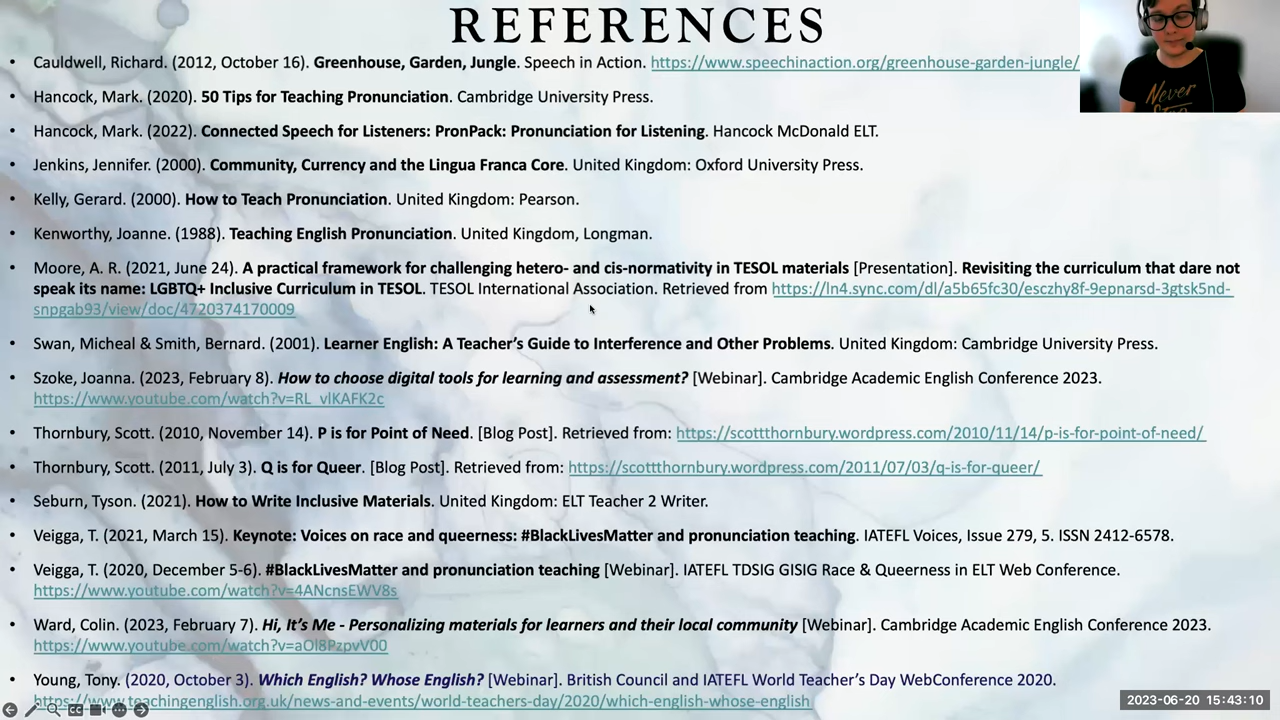 REFERENCES
• Cauldwell, Richard. (2012, October 16). Greenhouse, Garden, Jungle. Speech in Action. https://www.speechinaction.org/greenhouse-garden-jungle/
Never
• Hancock, Mark. (2020). 50 Tips for Teaching Pronunciation. Cambridge University Press.
• Hancock, Mark. (2022). Connected Speech for Listeners: PronPack: Pronunciation for Listening. Hancock McDonald ELT.
• Jenkins, Jennifer. (2000). Community, Currency and the Lingua Franca Core. United Kingdom: Oxford University Press.
• Kelly, Gerard. (2000). How to Teach Pronunciation. United Kingdom: Pearson.
• Kenworthy, Joanne. (1988). Teaching English Pronunciation. United Kingdom, Longman.
• Moore, A. R. (2021, June 24). A practical framework for challenging hetero- and cis-normativity in TESOL materials [Presentation]. Revisiting the curriculum that dare not
speak its name: LGBTQ+ Inclusive Curriculum in TESOL. TESOL International Association. Retrieved from https://ln4.sync.com/dl/a5b65fc30/esczhy8f-9epnarsd-3gtsk5nd-
snpgab93/view/doc/4720374170009
• Swan, Micheal & Smith, Bernard. (2001). Learner English: A Teacher's Guide to Interference and Other Problems. United Kingdom: Cambridge University Press.
• Szoke, Joanna. (2023, February 8). How to choose digital tools for learning and assessment? [Webinar]. Cambridge Academic English Conference 2023.
https://www.youtube.com/watch?v=RL_vlKAFK2c
• Thornbury, Scott. (2010, November 14). P is for Point of Need. [Blog Post]. Retrieved from: https://scottthornbury.wordpress.com/2010/11/14/p-is-for-point-of-need/
• Thornbury, Scott. (2011, July 3). Q is for Queer. [Blog Post]. Retrieved from: https://scottthornbury.wordpress.com/2011/07/03/q-is-for-queer/
• Seburn, Tyson. (2021). How to Write Inclusive Materials. United Kingdom: ELT Teacher 2 Writer.
• Veigga, T. (2021, March 15). Keynote: Voices on race and queerness: #BlackLivesMatter and pronunciation teaching. IATEFL Voices, Issue 279, 5. ISSN 2412-6578.
• Veigga, T. (2020, December 5-6). #BlackLivesMatter and pronunciation teaching [Webinar]. IATEFL TDSIG GISIG Race & Queerness in ELT Web Conference.
https://www.youtube.com/watch?v=4ANcnsEWV8s
• Ward, Colin. (2023, February 7). Hi, It's Me - Personalizing materials for learners and their local community [Webinar]. Cambridge Academic English Conference 2023.
https://www.youtube.com/watch?v=aOl8PzpvV00
• Young, Tony. (2020, October 3). Which English? Whose English? [Webinar]. British Council and IATEFL World Teacher's Day WebConference 2020.
https://www.teachingenglish.org.uk/news-and-events/world-teachers-day/2020/which-english-whose-english
2023-06-20 15:43:10